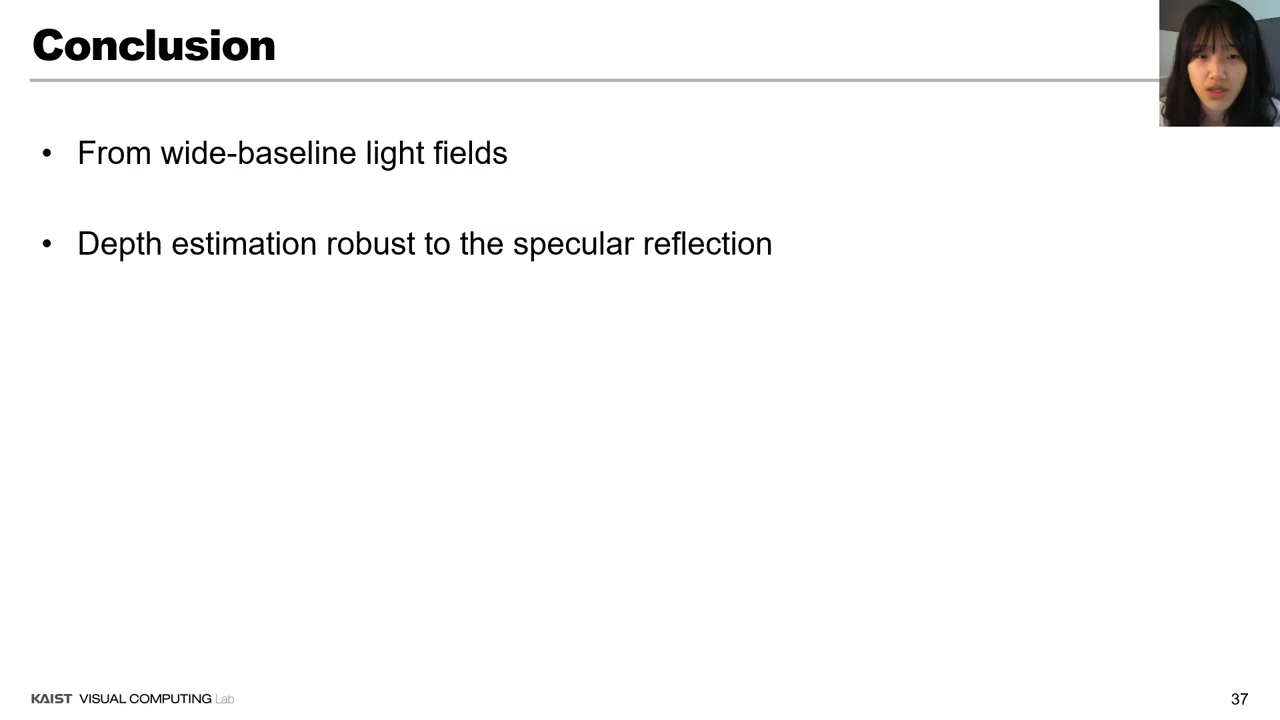 Conclusion
• From wide-baseline light fields
• Depth estimation robust to the specular reflection
KAIST VISUAL COMPUTING Lab
37